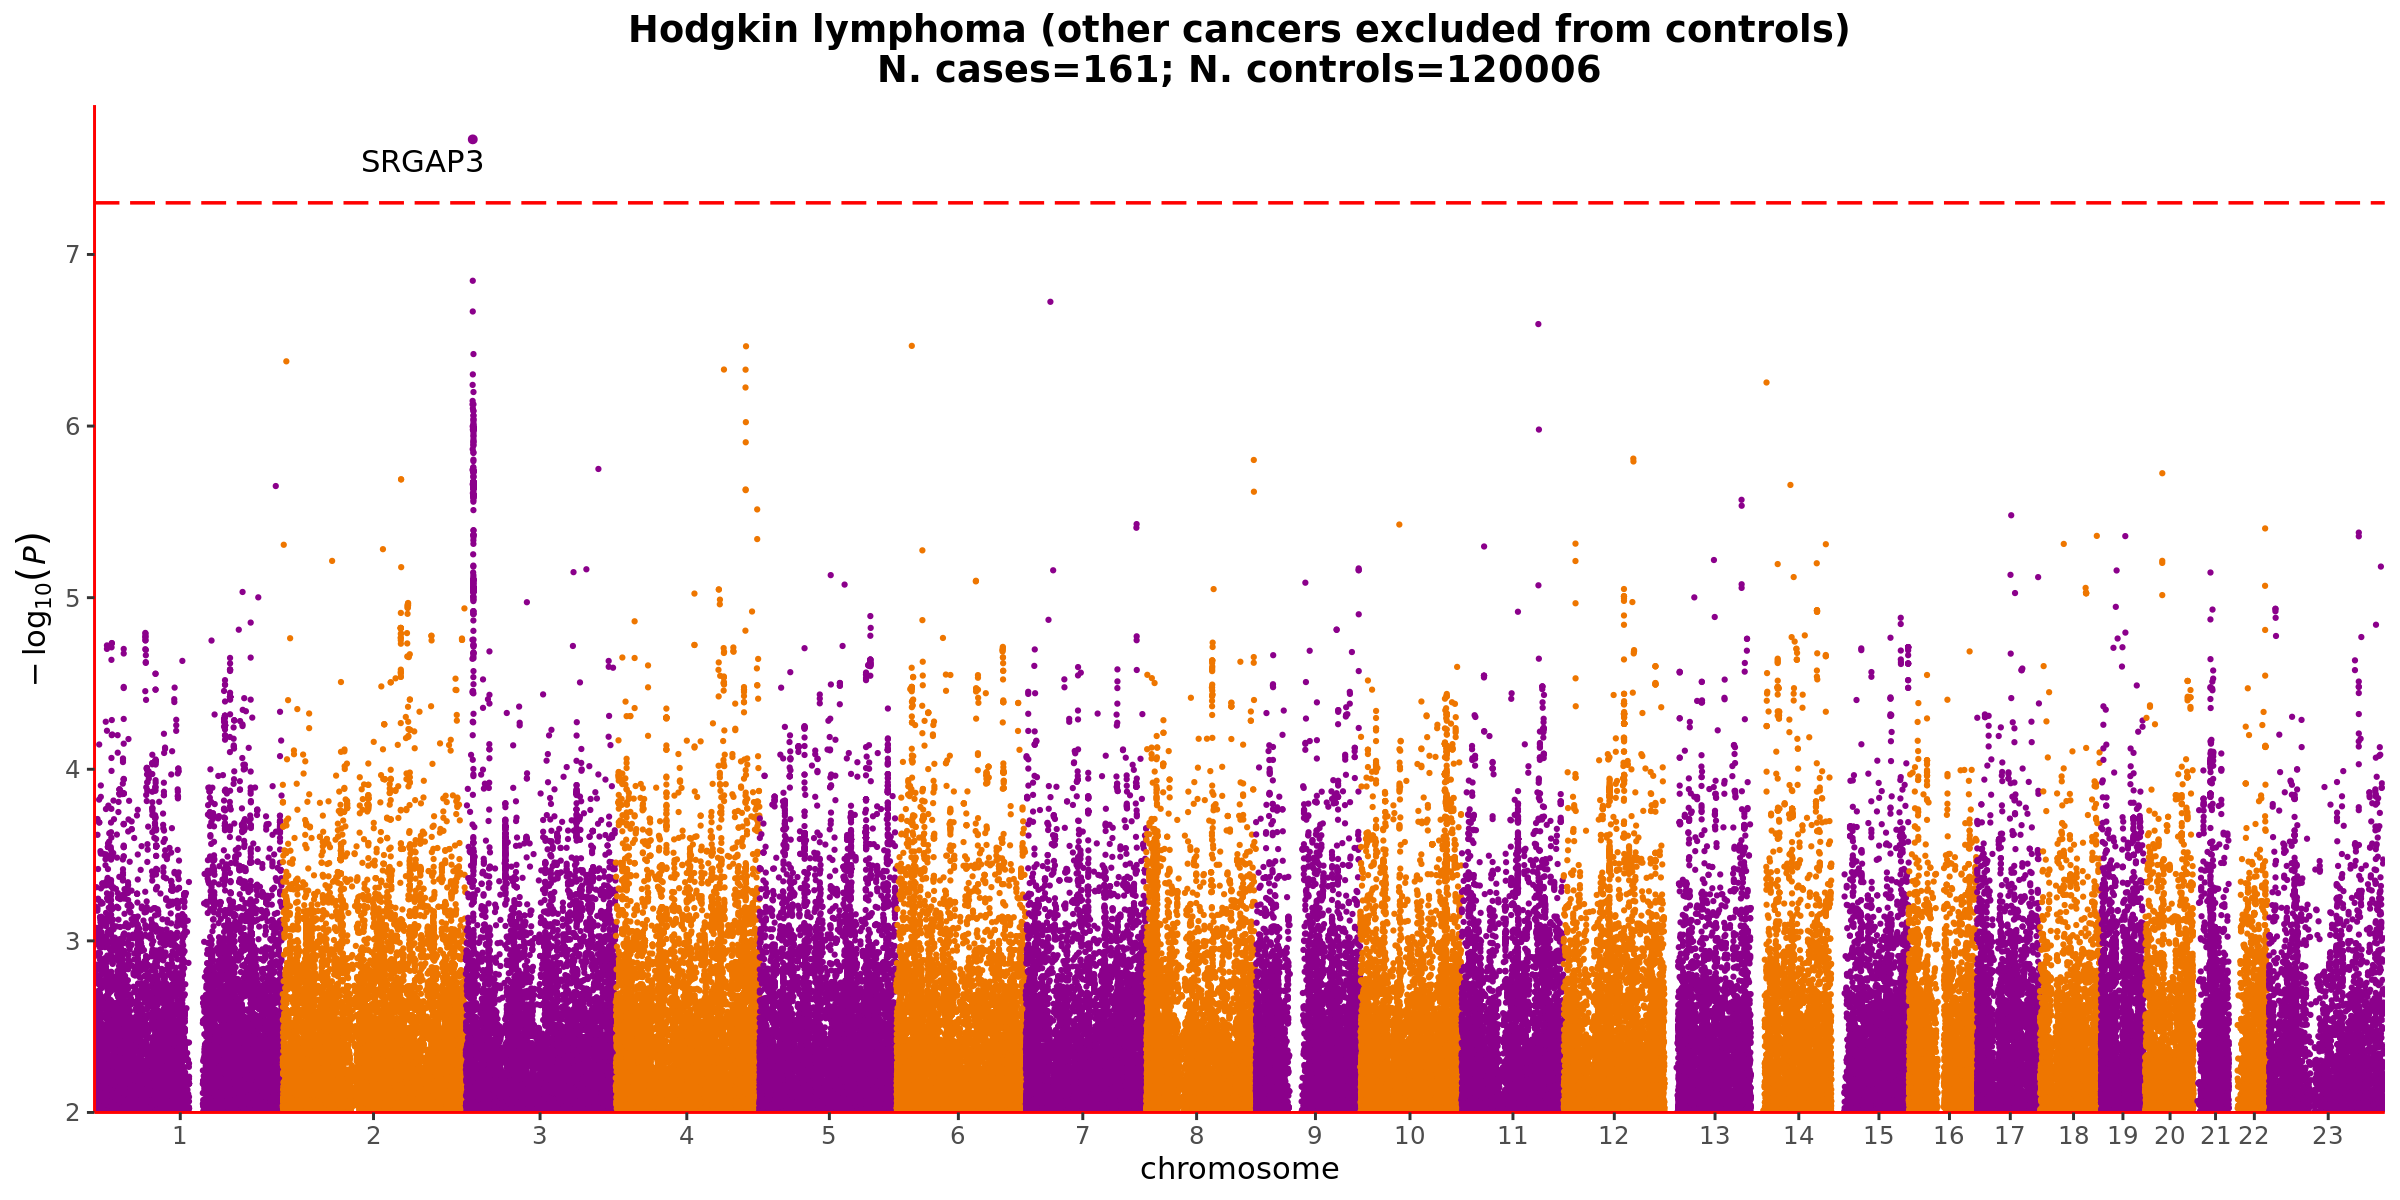 Hodgkin lymphoma (other cancers excluded from controls)
N. cases=161; N. controls=120006
SRGAP3
7
6
5
4
3
2
−log₁₀(P)
1 2 3 4 5 6 7 8 9 10 11 12 13 14 15 16 17 18 19 20 21 22 23
chromosome